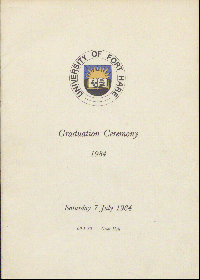 UNIVERSITY OF FORT HARE
Graduation Ceremony
1984
Saturday 7 July 1984